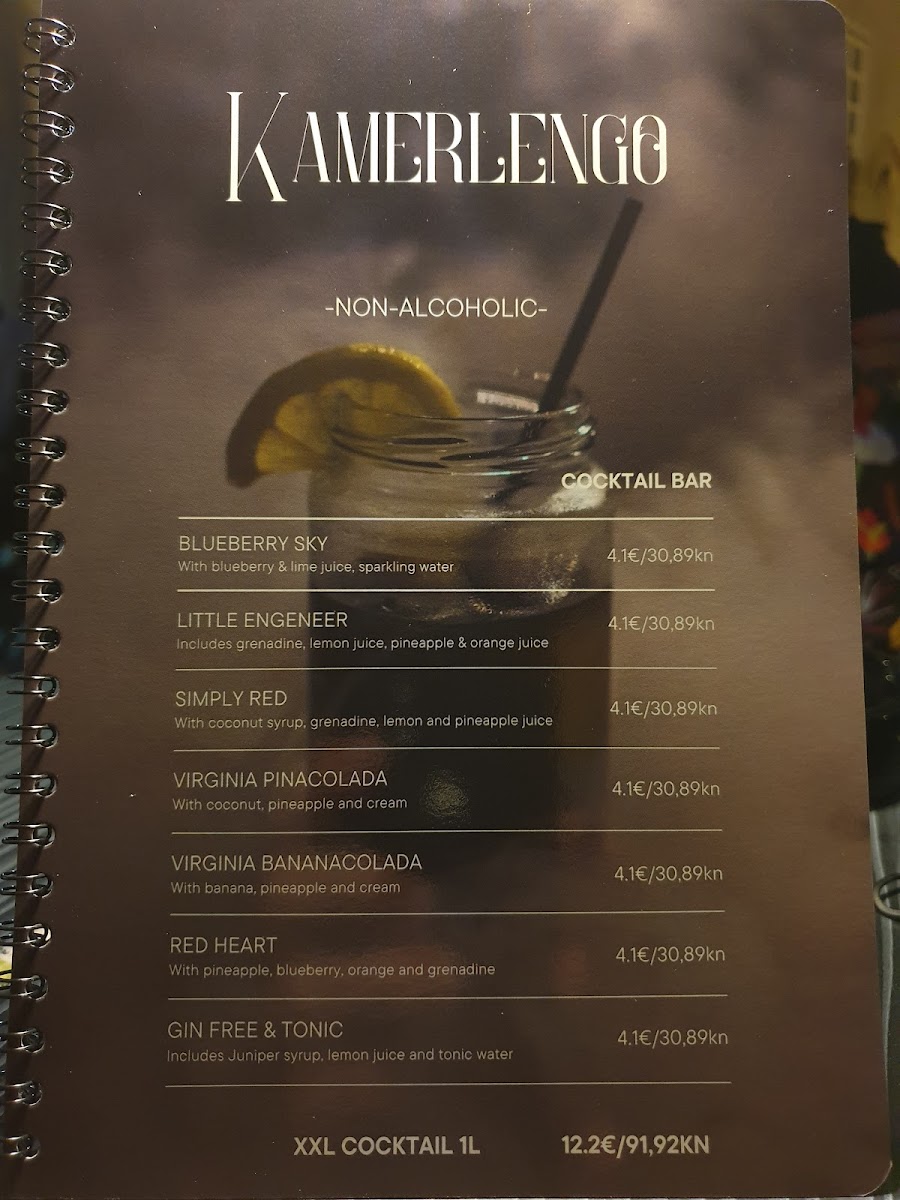 KAMERLENGO
-NON-ALCOHOLIC-
COCKTAIL BAR
BLUEBERRY SKY
With blueberry & lime juice, sparkling water
4.1€/30,89kn
LITTLE ENGENEER
Includes grenadine, lemon juice, pineapple & orange juice
4.1€/30,89kn
SIMPLY RED
With coconut syrup, grenadine, lemon and pineapple juice
4.1€/30,89kn
VIRGINIA PINACOLADA
With coconut, pineapple and cream
4.1€/30,89kn
VIRGINIA BANANACOLADA
With banana, pineapple and cream
4.1€/30,89kn
RED HEART
With pineapple, blueberry, orange and grenadine
4.1€/30,89kn
GIN FREE & TONIC
Includes Juniper syrup, lemon juice and tonic water
4.1€/30,89kn
XXL COCKTAIL 1L 12.2€/91,92KN